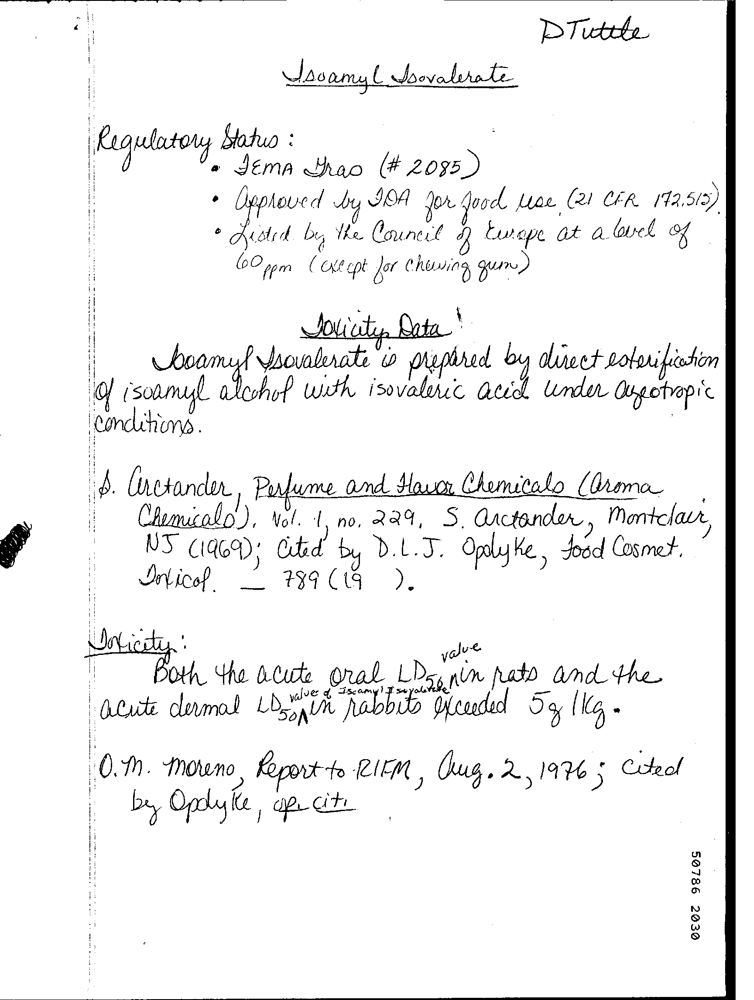 D Tuttle
Isoamyl Isovalerate
Regulatory Status:
• FEMA Gras (# 2085)
• Approved by FDA for food use (21 CFR 172.515)
• Listed by the Council of Europe at a level of
60 ppm (except for chewing gum)
Toxicity Data
Isoamyl Isovalerate is prepared by direct esterification
of isoamyl alcohol with isovaleric acid under azeotropic
conditions.
S. Arctander, Perfume and Flavor Chemicals (Aroma
Chemicals), Vol. 1, no. 229, S. Arctander, Montclair,
NJ (1969); Cited by D.L.J. Opdyke, Food Cosmet.
Toxicol. __ 789 (19 ).
Toxicity:
value
Both the acute oral LD50 in rats and the
value of Isoamyl Isovalerate
acute dermal LD50 in rabbits exceeded 5g/kg.
O.M. Moreno, Report to RIFM, Aug. 2, 1976; cited
by Opdyke, op. cit.
50786 2030